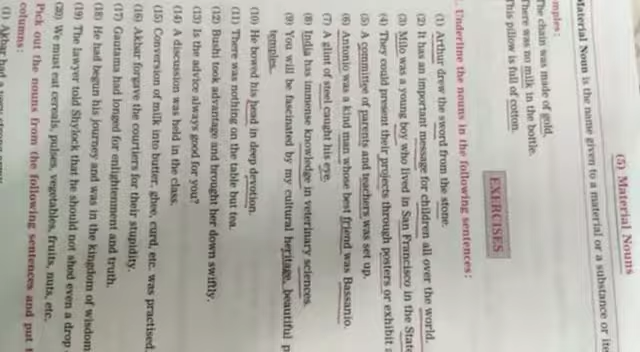 (5) Material Nouns
Material Noun is the name given to a material or a substance or
The chain was made of gold.
There was no milk in the bottle.
This pillow is full of cotton.
EXERCISES
Underline the nouns in the following sentences:
(1) Arthur drew the sword from the stone.
(2) It has an important message for children all over the world.
(3) Milo was a young boy who lived in San Francisco in the
(4) They could present their projects through posters or exhibit
(5) A committee of parents and teachers was set up.
(6) Antonio was a kind man whose best friend was Bassanio.
(7) A glint of steel caught his eye.
(8) India has immense knowledge in veterinary sciences.
(9) You will be fascinated by my cultural heritage, beautiful
temples.
(10) He bowed his head in deep devotion.
(11) There was nothing on the table but tea.
(12) Bushi took advantage and brought her down swiftly.
(13) Is the advice always good for you?
(14) A discussion was held in the class.
(15) Conversion of milk into butter, ghee, curd, etc. was practised.
(16) Akbar forgave the courtiers for their stupidity.
(17) Gautama had longed for enlightenment and truth.
(18) He had begun his journey and was in the kingdom of wisdom
(19) The lawyer told Shylock that he should not shed even a drop
(20) We must eat cereals, pulses, vegetables, fruits, nuts, etc.
Pick out the nouns from the following sentences and put
columns:
(1) Akbar had a very strong army.